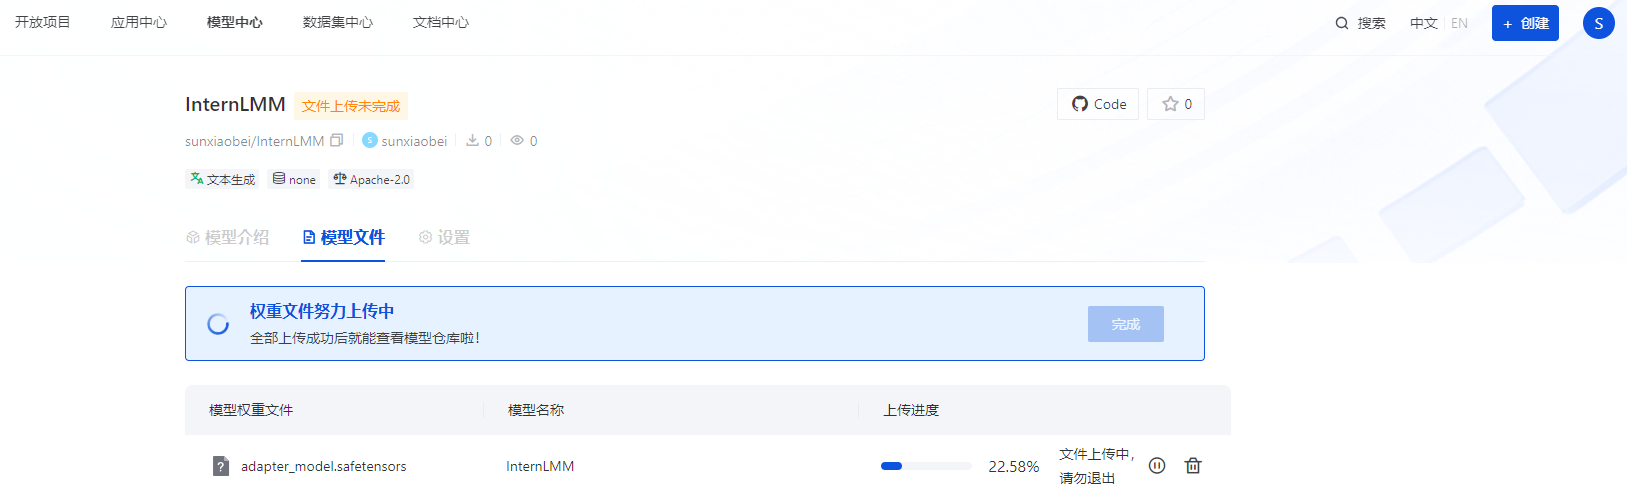 开放项目 应用中心 模型中心 数据集中心 文档中心 搜索 中文 EN + 创建 S
InternLMM 文件上传未完成 Code 0
sunxiaobei/InternLMM S sunxiaobei 0 0
文本生成 none Apache-2.0
模型介绍 模型文件 设置
权重文件努力上传中
全部上传成功后就能查看模型仓库啦!
完成
模型权重文件 模型名称 上传进度
adapter_model.safetensors InternLMM 22.58% 文件上传中,
请勿退出